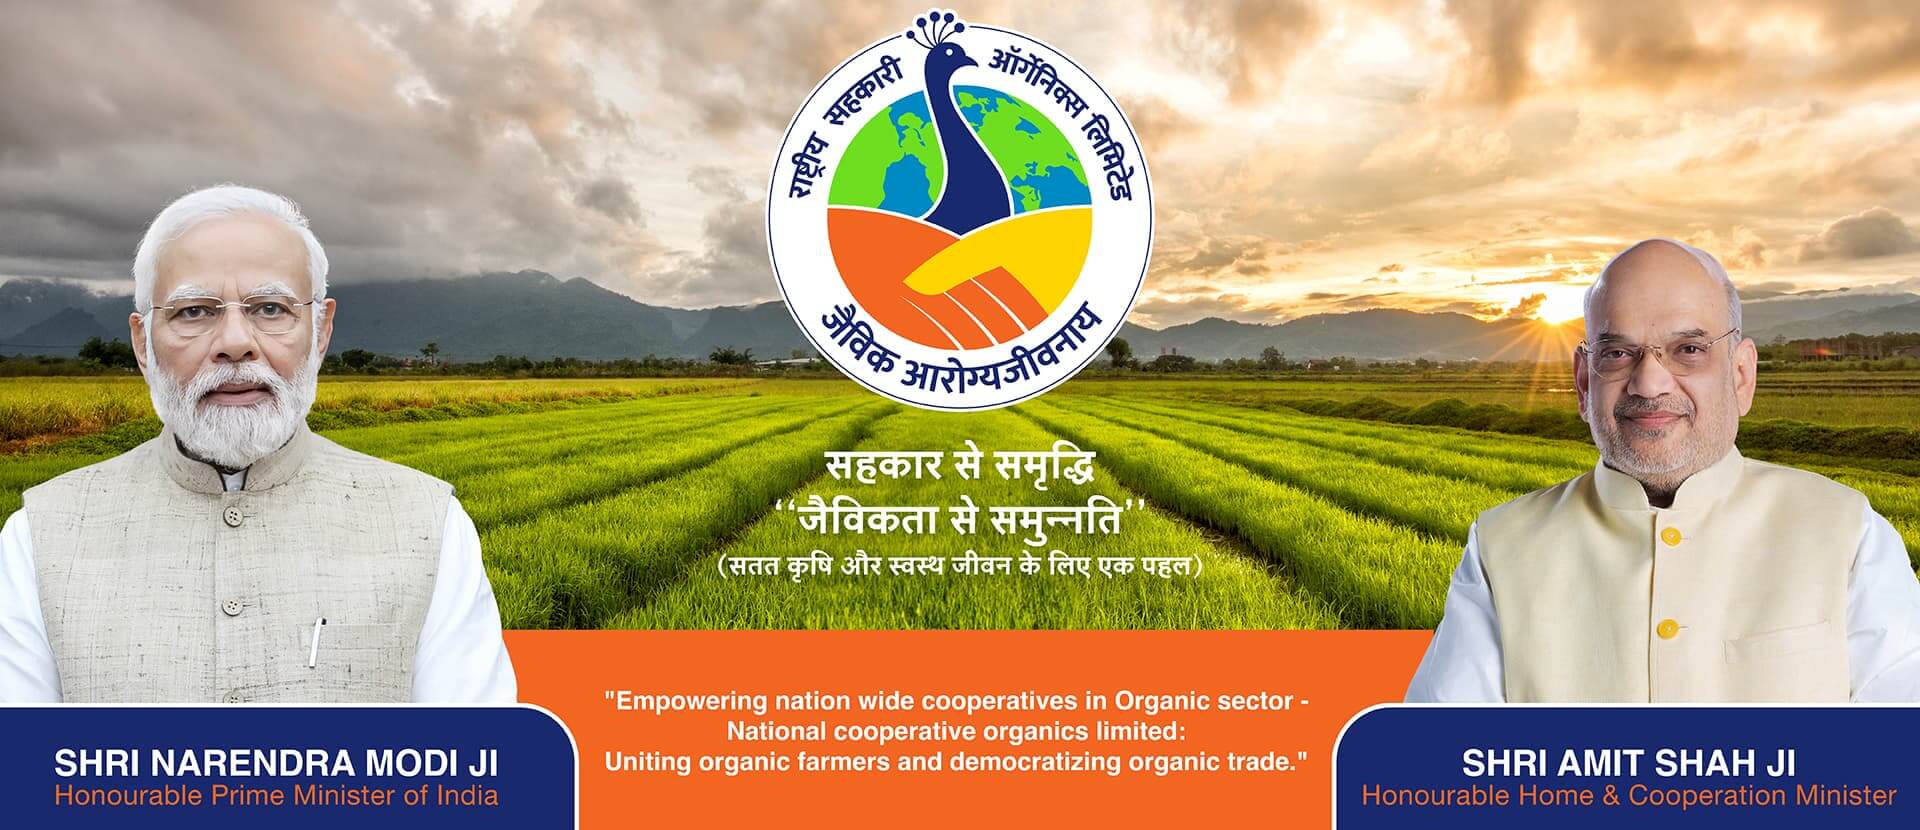 राष्ट्रीय सहकारी ऑर्गेनिक्स लिमिटेड
जैविक आरोग्यजीवनाय
सहकार से समृद्धि
“जैविकता से समुन्नति”
(सतत कृषि और स्वस्थ जीवन के लिए एक पहल)
"Empowering nation wide cooperatives in Organic sector -
National cooperative organics limited:
Uniting organic farmers and democratizing organic trade."
SHRI NARENDRA MODI JI
Honourable Prime Minister of India
SHRI AMIT SHAH JI
Honourable Home & Cooperation Minister